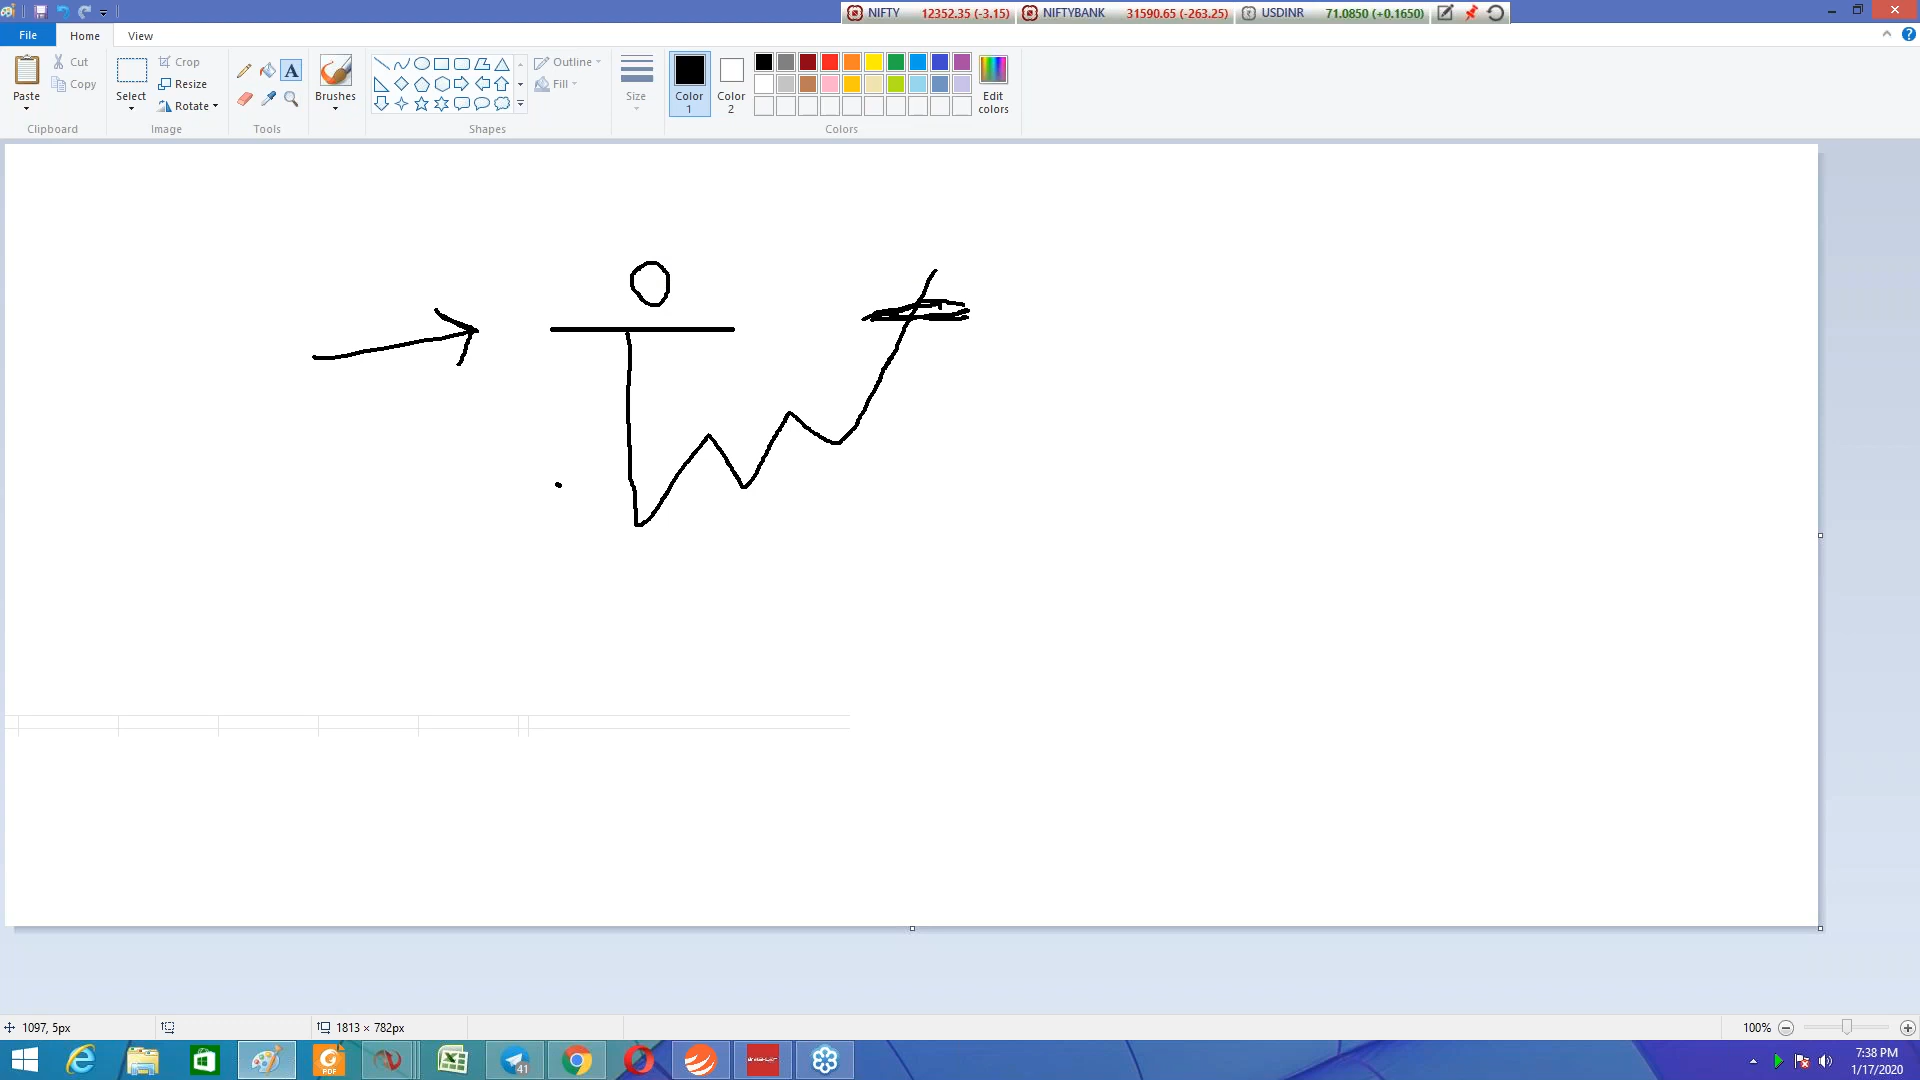 NIFTY 12352.35 (-3.15) NIFTYBANK 31590.65 (-263.25) USDINR 71.0850 (+0.1650)
File Home View
Paste Cut Copy
Clipboard
Select Crop Resize Rotate
Image
A
Tools
Brushes
Shapes
Outline Fill
Size
Color 1 Color 2
Edit colors
Colors
1097, 5px 1813 × 782px 100%
PDF 41
7:38 PM
1/17/2020